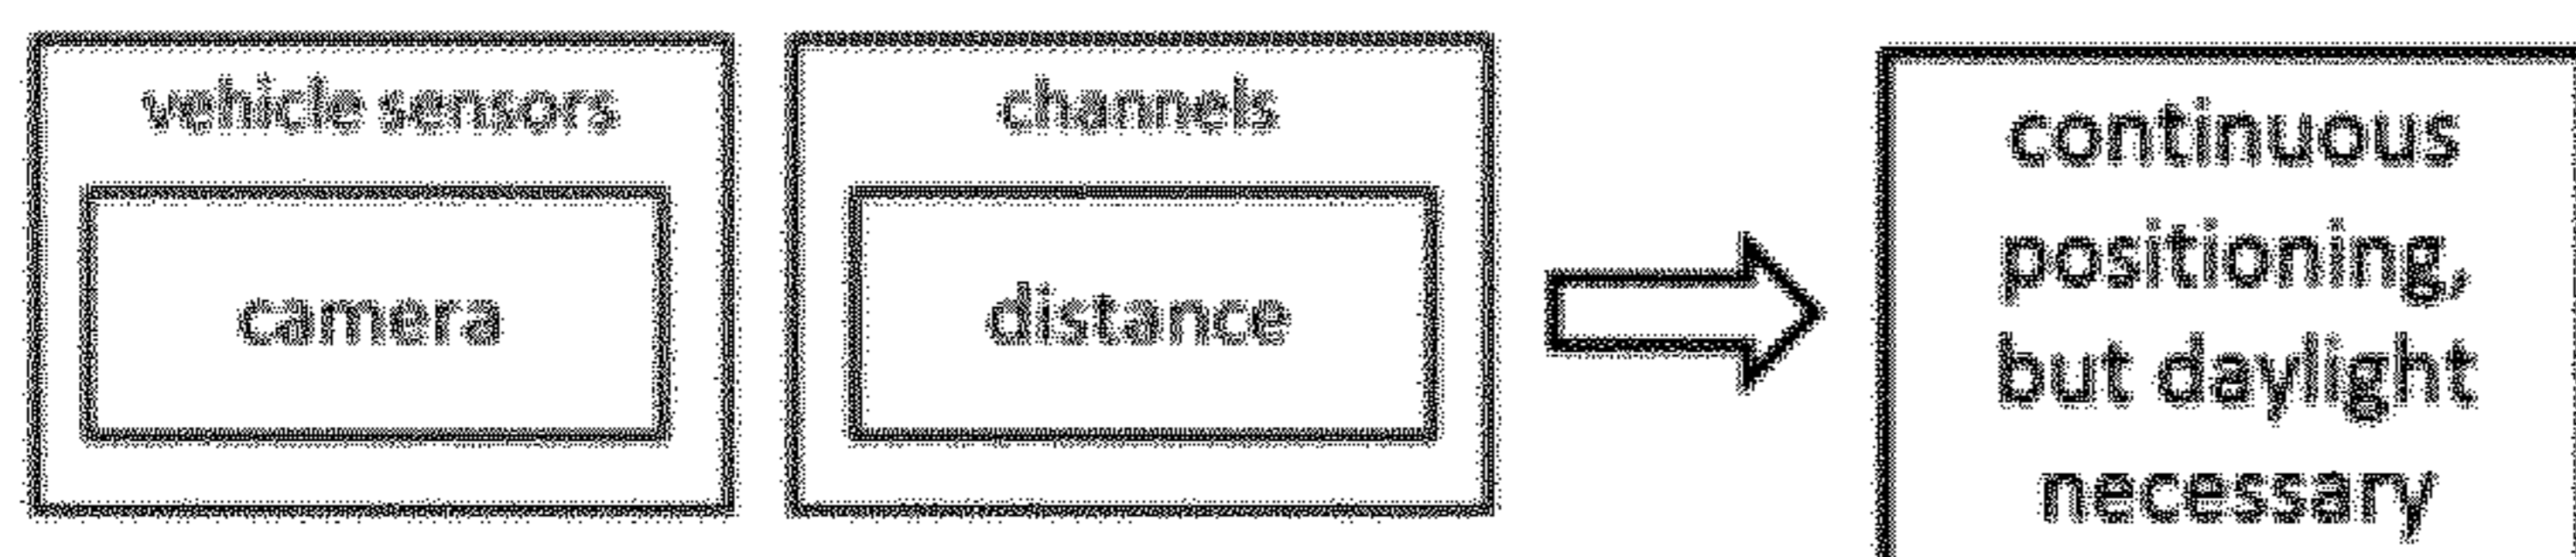 vehicle sensors
camera
channels
distance
continuous
positioning,
but daylight
necessary